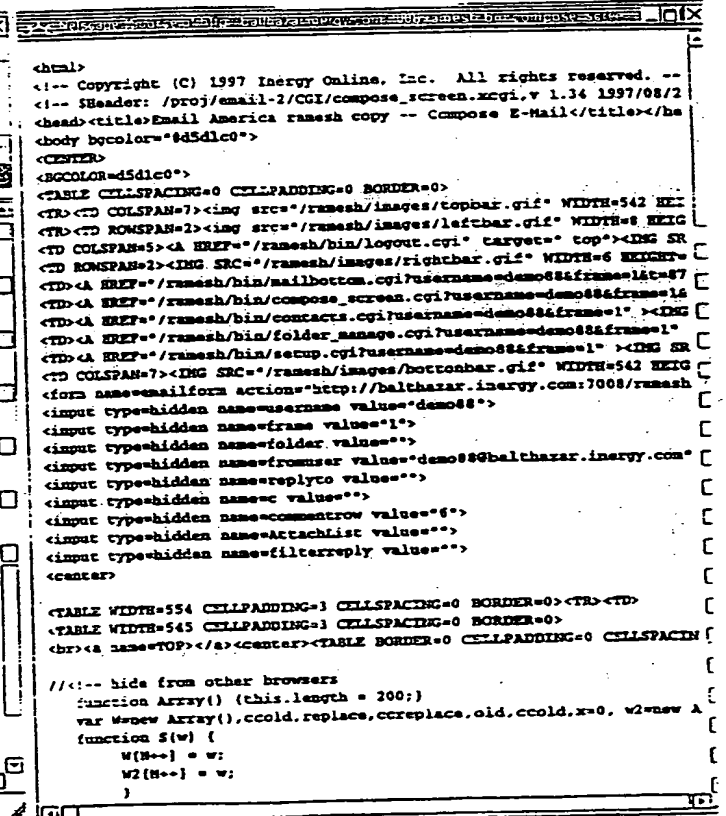 <html>
<!-- Copyright (C) 1997 Inergy Online, Inc.  All rights reserved. --
<!-- $Header: /proj/email-2/CGI/compose_screen.xcgi,v 1.34 1997/08/2
<head><title>Email America ramesh copy -- Compose E-Mail</title></he
<body bgcolor="#d5d1c0">
<CENTER>
<BGCOLOR=d5d1c0">
<TABLE CELLSPACING=0 CELLPADDING=0 BORDER=0>
<TR><TD COLSPAN=7><img src="/ramesh/images/topbar.gif" WIDTH=542 HEI
<TR><TD ROWSPAN=2><img src="/ramesh/images/leftbar.gif" WIDTH=8 HEIG
<TD COLSPAN=5><A HREF="/ramesh/bin/logout.cgi" target="_top"><IMG SR
<TD ROWSPAN=2><IMG SRC="/ramesh/images/rightbar.gif" WIDTH=6 HEIGHT=
<TD><A HREF="/ramesh/bin/mailbottom.cgi?username=demo88&frame=1&t=87
<TD><A HREF="/ramesh/bin/compose_screen.cgi?username=demo88&frame=1&
<TD><A HREF="/ramesh/bin/contacts.cgi?username=demo88&frame=1" ><IMG
<TD><A HREF="/ramesh/bin/folder_manage.cgi?username=demo88&frame=1"
<TD><A HREF="/ramesh/bin/setup.cgi?username=demo88&frame=1" ><IMG SR
<TD COLSPAN=7><IMG SRC="/ramesh/images/bottonbar.gif" WIDTH=542 HEIG
<form name=emailform action="http://balthazar.inergy.com:7008/ramesh
<input type=hidden name=username value="demo88">
<input type=hidden name=frame value="1">
<input type=hidden name=folder value="">
<input type=hidden name=fromuser value="demo88@balthazar.inergy.com"
<input type=hidden name=replyto value="">
<input type=hidden name=c value="">
<input type=hidden name=commentrow value="6">
<input type=hidden name=AttachList value="">
<input type=hidden name=filterreply value="">
<center>
<TABLE WIDTH=554 CELLPADDING=3 CELLSPACING=0 BORDER=0><TR><TD>
<TABLE WIDTH=545 CELLPADDING=3 CELLSPACING=0 BORDER=0>
<br><a name=TOP></a><center><TABLE BORDER=0 CELLPADDING=0 CELLSPACIN
//<!-- hide from other browsers
function Array() {this.length = 200;}
var W=new Array(),ccold,replace,ccreplace,old,ccold,x=0, w2=new A
function S(w) {
W[M++] = w;
W2[M++] = w;
}